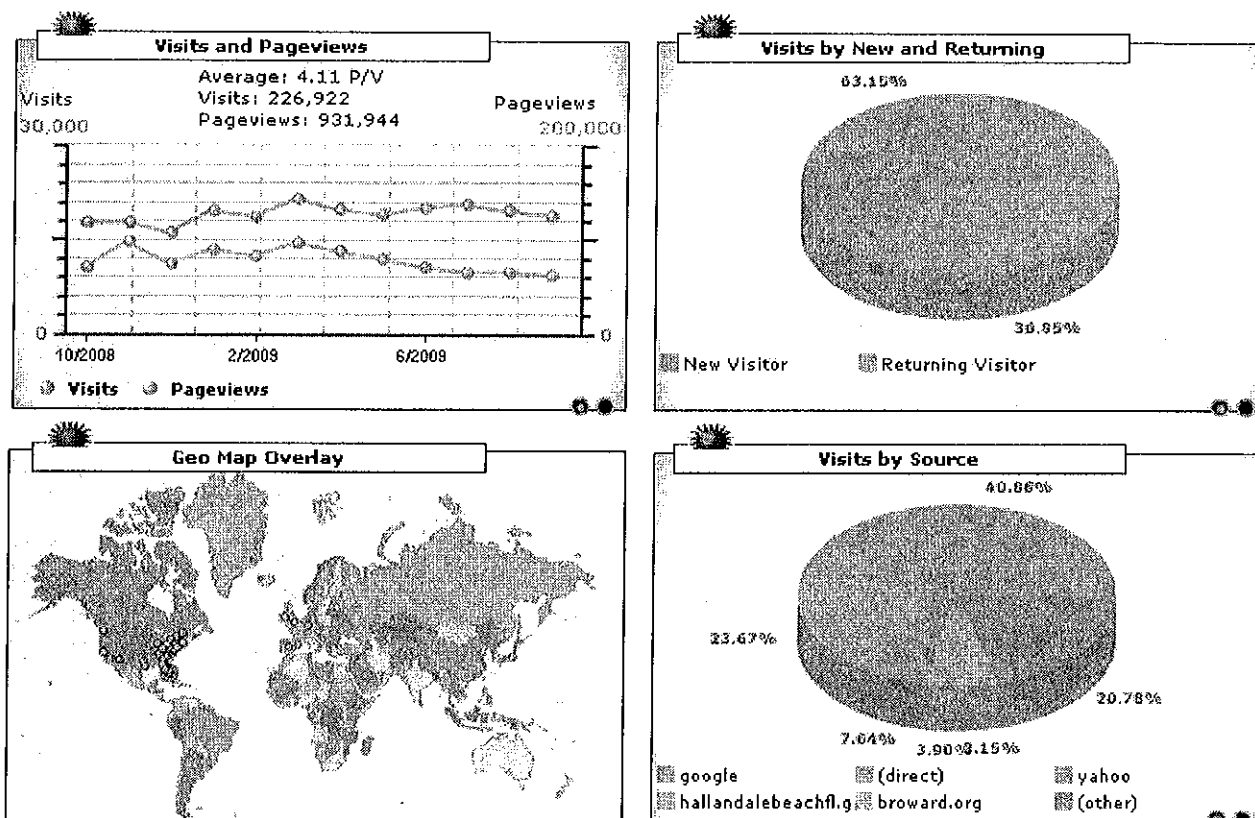 Visits and Pageviews
Average: 4.11 P/V
Visits: 226,922
Pageviews: 931,944
Visits
30,000
Pageviews
200,000
0
0
10/2008
2/2009
6/2009
Visits
Pageviews
Visits by New and Returning
63.15%
36.85%
New Visitor
Returning Visitor
Geo Map Overlay
Visits by Source
40.86%
23.67%
20.78%
7.64%
3.90%
3.15%
google
(direct)
yahoo
hallandalebeachfl.g
broward.org
(other)